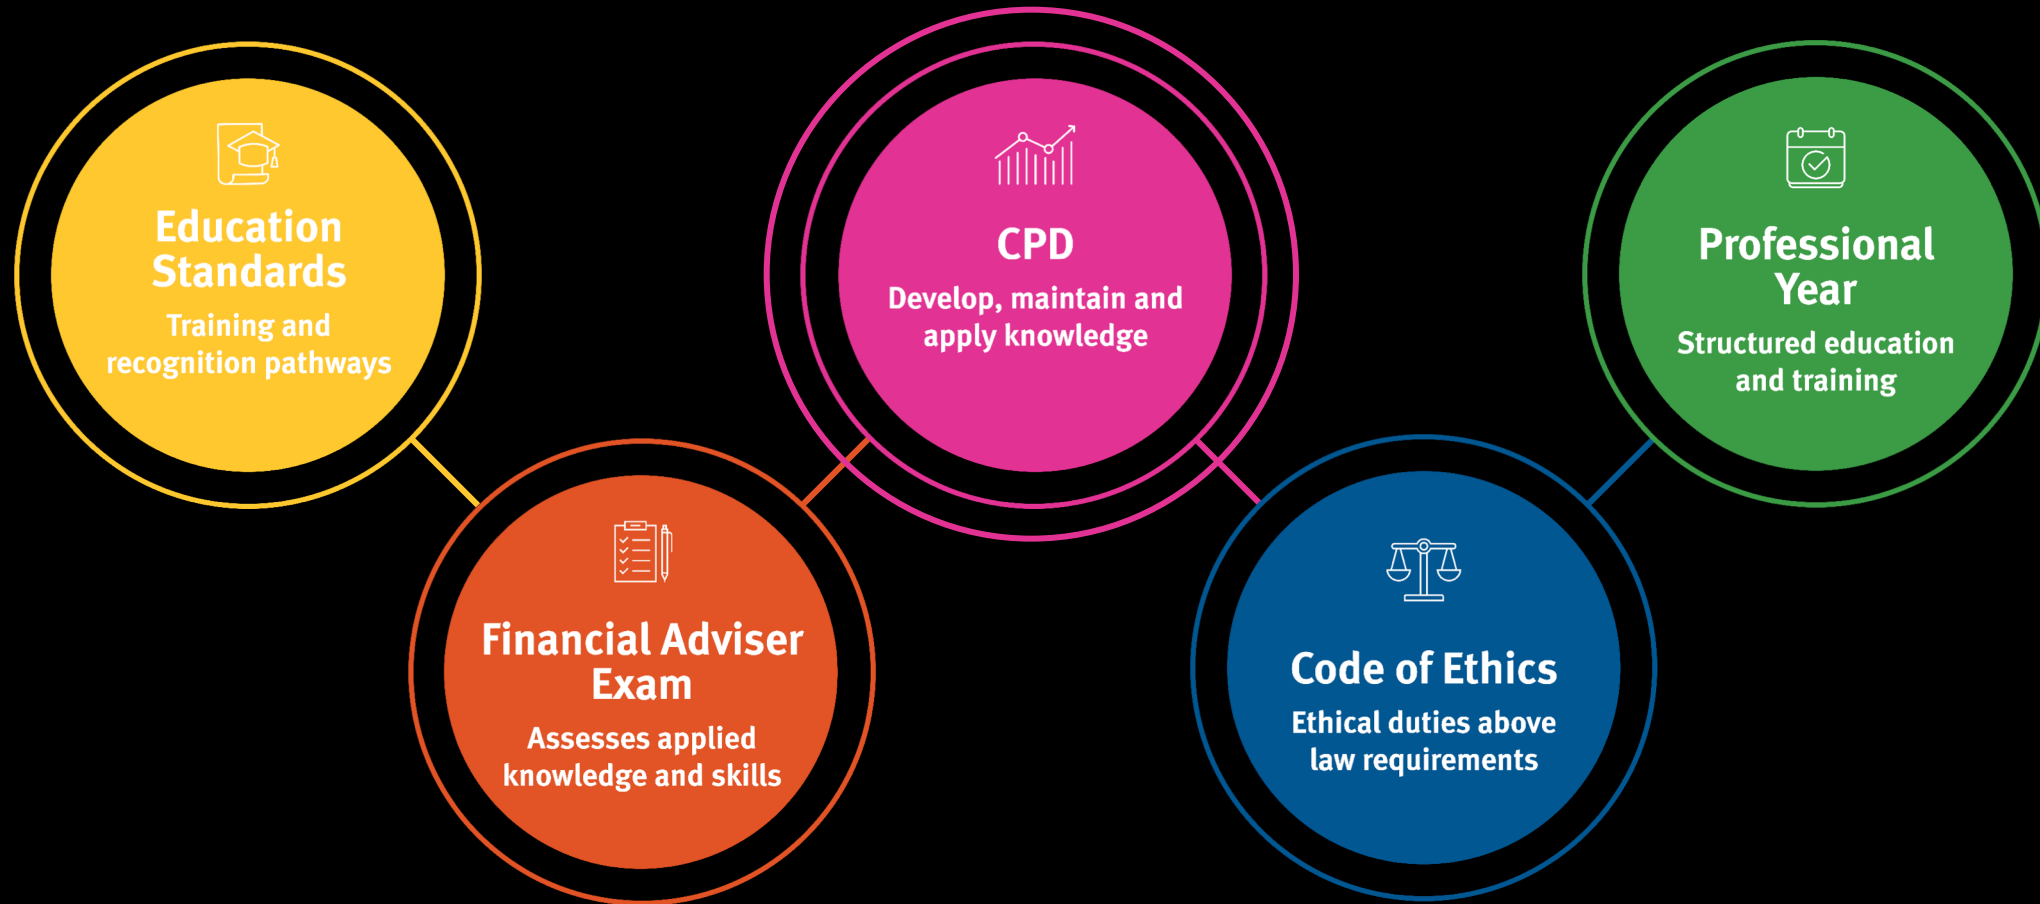 Education
Standards
Training and
recognition pathways
Financial Adviser
Exam
Assesses applied
knowledge and skills
CPD
Develop, maintain and
apply knowledge
Code of Ethics
Ethical duties above
law requirements
Professional
Year
Structured education
and training